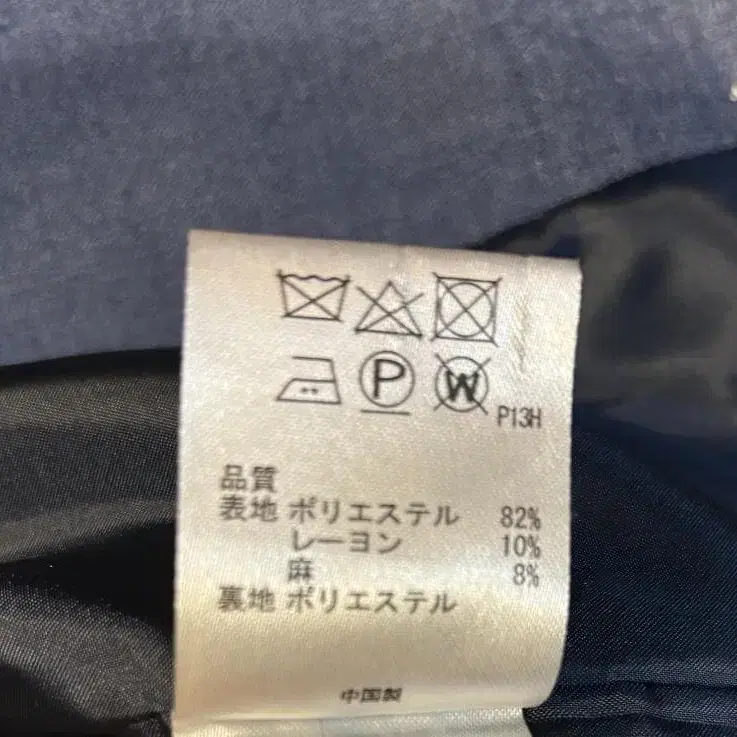 P W P13H
品質
表地 ポリエステル 82%
レーヨン 10%
麻 8%
裏地 ポリエステル
中国製